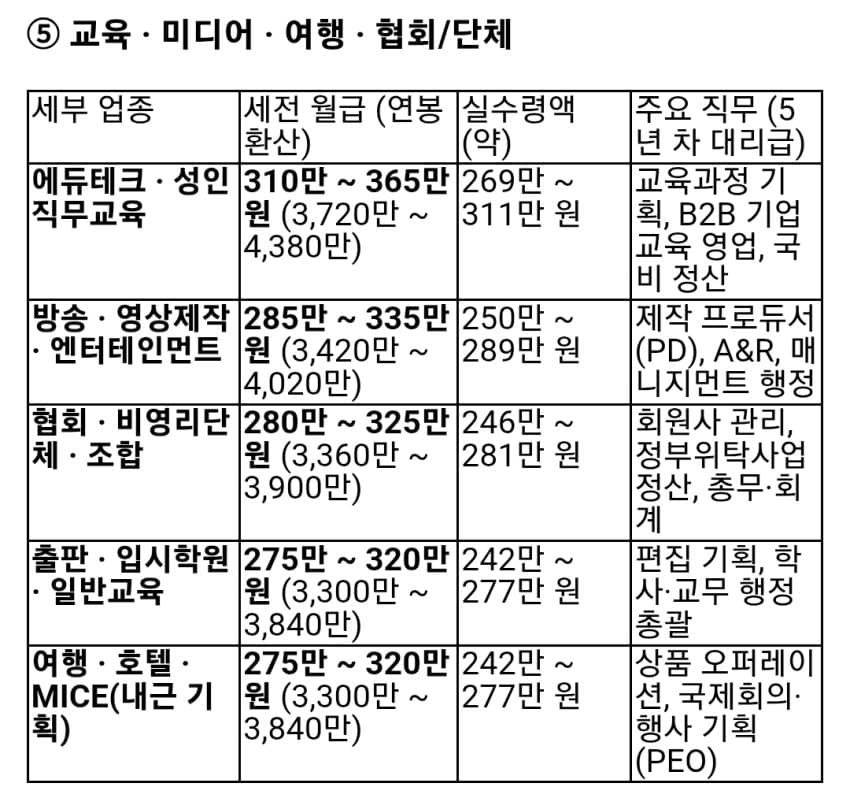 ⑤ 교육 · 미디어 · 여행 · 협회/단체
세부 업종
세전 월급 (연봉
환산)
실수령액
(약)
주요 직무 (5
년 차 대리급)
에듀테크 · 성인
직무교육
310만 ~ 365만
원 (3,720만 ~
4,380만)
269만 ~
311만 원
교육과정 기
획, B2B 기업
교육 영업, 국
비 정산
방송 · 영상제작
· 엔터테인먼트
285만 ~ 335만
원 (3,420만 ~
4,020만)
250만 ~
289만 원
제작 프로듀서
(PD), A&R, 매
니지먼트 행정
협회 · 비영리단
체 · 조합
280만 ~ 325만
원 (3,360만 ~
3,900만)
246만 ~
281만 원
회원사 관리,
정부위탁사업
정산, 총무·회
계
출판 · 입시학원
· 일반교육
275만 ~ 320만
원 (3,300만 ~
3,840만)
242만 ~
277만 원
편집 기획, 학
사·교무 행정
총괄
여행 · 호텔 ·
MICE(내근 기
획)
275만 ~ 320만
원 (3,300만 ~
3,840만)
242만 ~
277만 원
상품 오퍼레이
션, 국제회의·
행사 기획
(PEO)